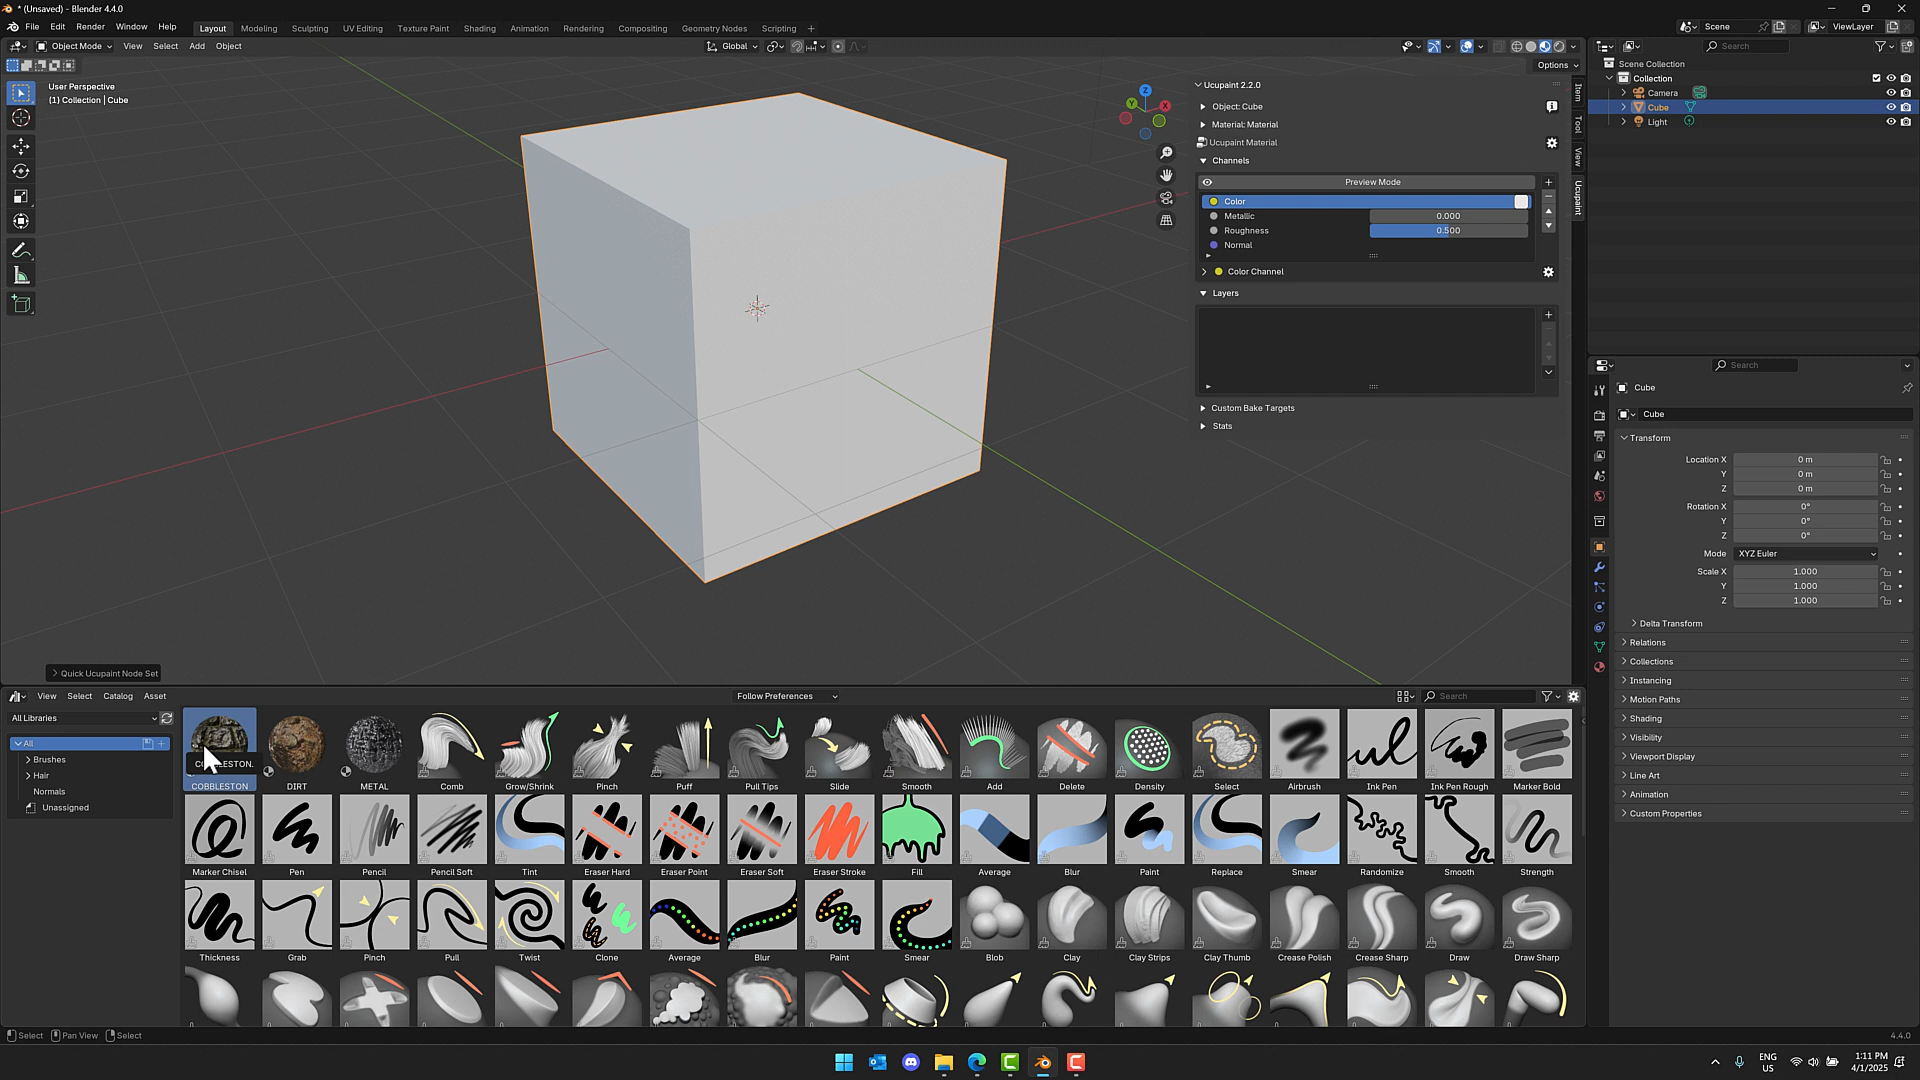 * (Unsaved) - Blender 4.4.0
File Edit Render Window Help
Layout Modeling Sculpting UV Editing Texture Paint Shading Animation Rendering Compositing Geometry Nodes Scripting +
Scene
ViewLayer
Object Mode View Select Add Object
Global
Search
Options
User Perspective
(1) Collection | Cube
Z
Y
X
Ucupaint 2.2.0
Object: Cube
Material: Material
Ucupaint Material
Channels
Preview Mode
Color
Metallic 0.000
Roughness 0.500
Normal
Color Channel
Layers
Custom Bake Targets
Stats
Item
Tool
View
Ucupaint
Scene Collection
Collection
Camera
Cube
Light
Search
Cube
Cube
Transform
Location X 0 m
Y 0 m
Z 0 m
Rotation X 0°
Y 0°
Z 0°
Mode XYZ Euler
Scale X 1.000
Y 1.000
Z 1.000
Delta Transform
Relations
Collections
Instancing
Motion Paths
Shading
Visibility
Viewport Display
Line Art
Animation
Custom Properties
Quick Ucupaint Node Set
View Select Catalog Asset
Follow Preferences
Search
All Libraries
All
Brushes
Hair
Normals
Unassigned
COBBLESTON DIRT METAL Comb Grow/Shrink Pinch Puff Pull Tips Slide Smooth Add Delete Density Select Airbrush Ink Pen Ink Pen Rough Marker Bold
Marker Chisel Pen Pencil Pencil Soft Tint Eraser Hard Eraser Point Eraser Soft Eraser Stroke Fill Average Blur Paint Replace Smear Randomize Smooth Strength
Thickness Grab Pinch Pull Twist Clone Average Blur Paint Smear Blob Clay Clay Strips Clay Thumb Crease Polish Crease Sharp Draw Draw Sharp
Select Pan View Select
4.4.0
ENG
US
1:11 PM
4/1/2025